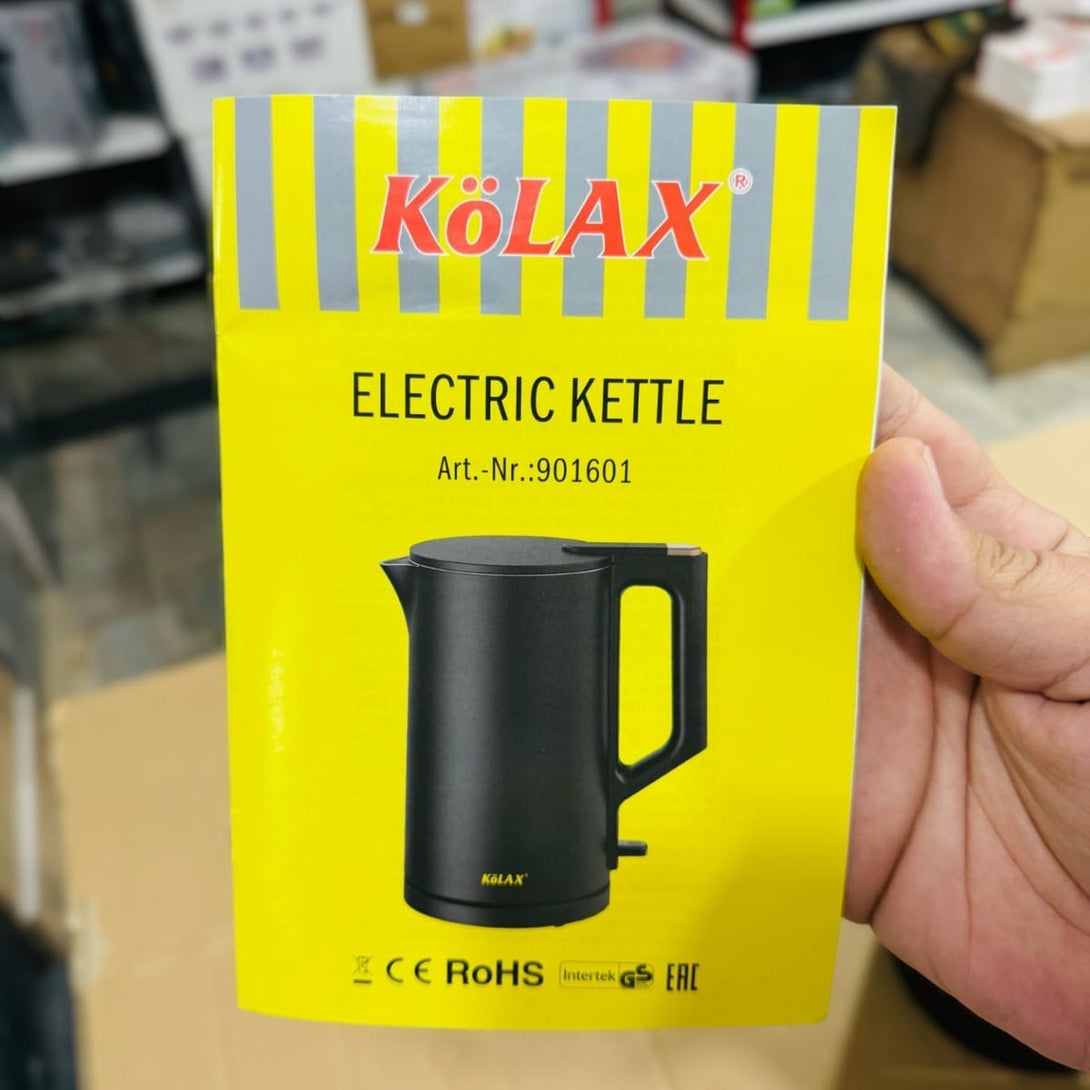 KöLAX®
ELECTRIC KETTLE
Art.-Nr.:901601
KöLAX®
CE RoHS Intertek GS EAC